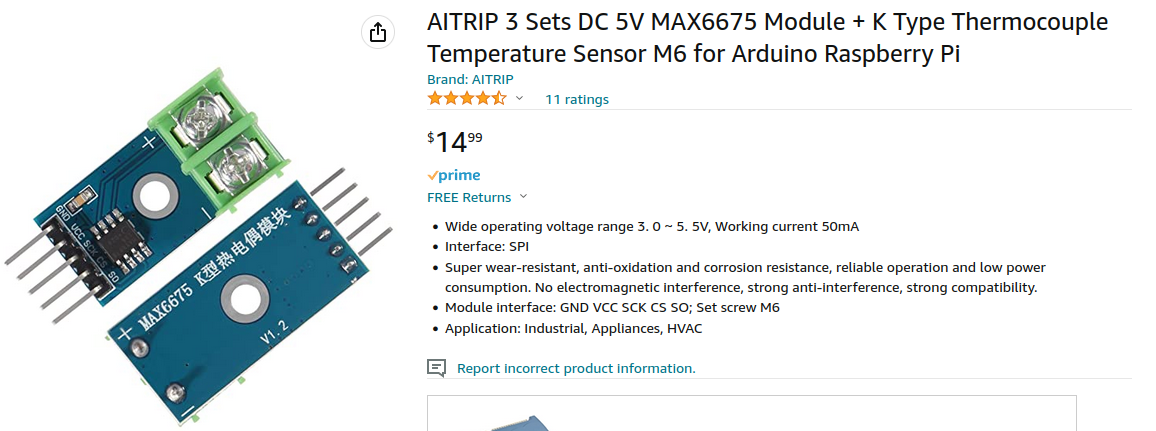 AITRIP 3 Sets DC 5V MAX6675 Module + K Type Thermocouple
Temperature Sensor M6 for Arduino Raspberry Pi
Brand: AITRIP
11 ratings
$14 99
prime
FREE Returns
• Wide operating voltage range 3. 0 ~ 5. 5V, Working current 50mA
• Interface: SPI
• Super wear-resistant, anti-oxidation and corrosion resistance, reliable operation and low power
consumption. No electromagnetic interference, strong anti-interference, strong compatibility.
• Module interface: GND VCC SCK CS SO; Set screw M6
• Application: Industrial, Appliances, HVAC
Report incorrect product information.
+
−
GND VCC SCK CS SO
MAX6675 K型热电偶模块
V1.2
+
−